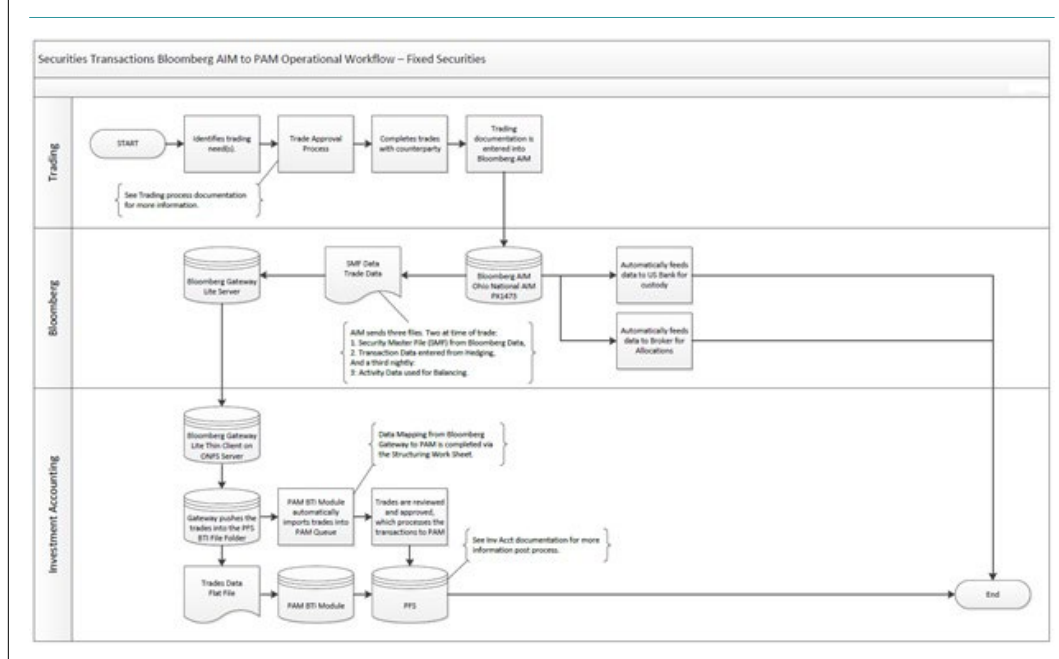 Securities Transactions Bloomberg AIM to PAM Operational Workflow – Fixed Securities
Trading
START
Identifies trading
need(s).
Trade Approval
Process
Completes trades
with counterparty
Trading
documentation is
entered into
Bloomberg AIM
See Trading process documentation
for more information.
Bloomberg
Bloomberg Gateway
Lite Server
SMF Data
Trade Data
Bloomberg AIM
Ohio National AIM
PX1473
Automatically feeds
data to US Bank for
custody
Automatically feeds
data to Broker for
Allocations
AIM sends three files. Two at time of trade:
1. Security Master File (SMF) from Bloomberg Data,
2. Transaction Data entered from Hedging,
And a third nightly:
3: Activity Data used for Balancing.
Investment Accounting
Bloomberg Gateway
Lite Thin Client on
ONFS Server
Data Mapping from Bloomberg
Gateway to PAM is completed via
the Structuring Work Sheet.
Gateway pushes the
trades into the PFS
BTI File Folder
PAM BTI Module
automatically
imports trades into
PAM Queue
Trades are reviewed
and approved,
which processes the
transactions to PAM
See Inv Acct documentation for more
information post process.
Trades Data
Flat File
PAM BTI Module
PFS
End